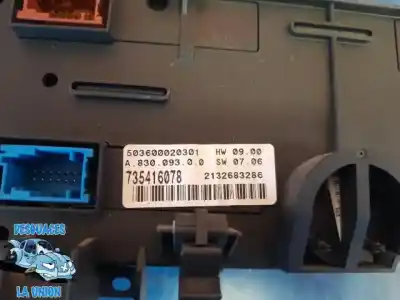 503600020301 HW 09.00
A.830.093.0.0 SW 07.06
735416078 2132683286
DESGUACES
LA UNION